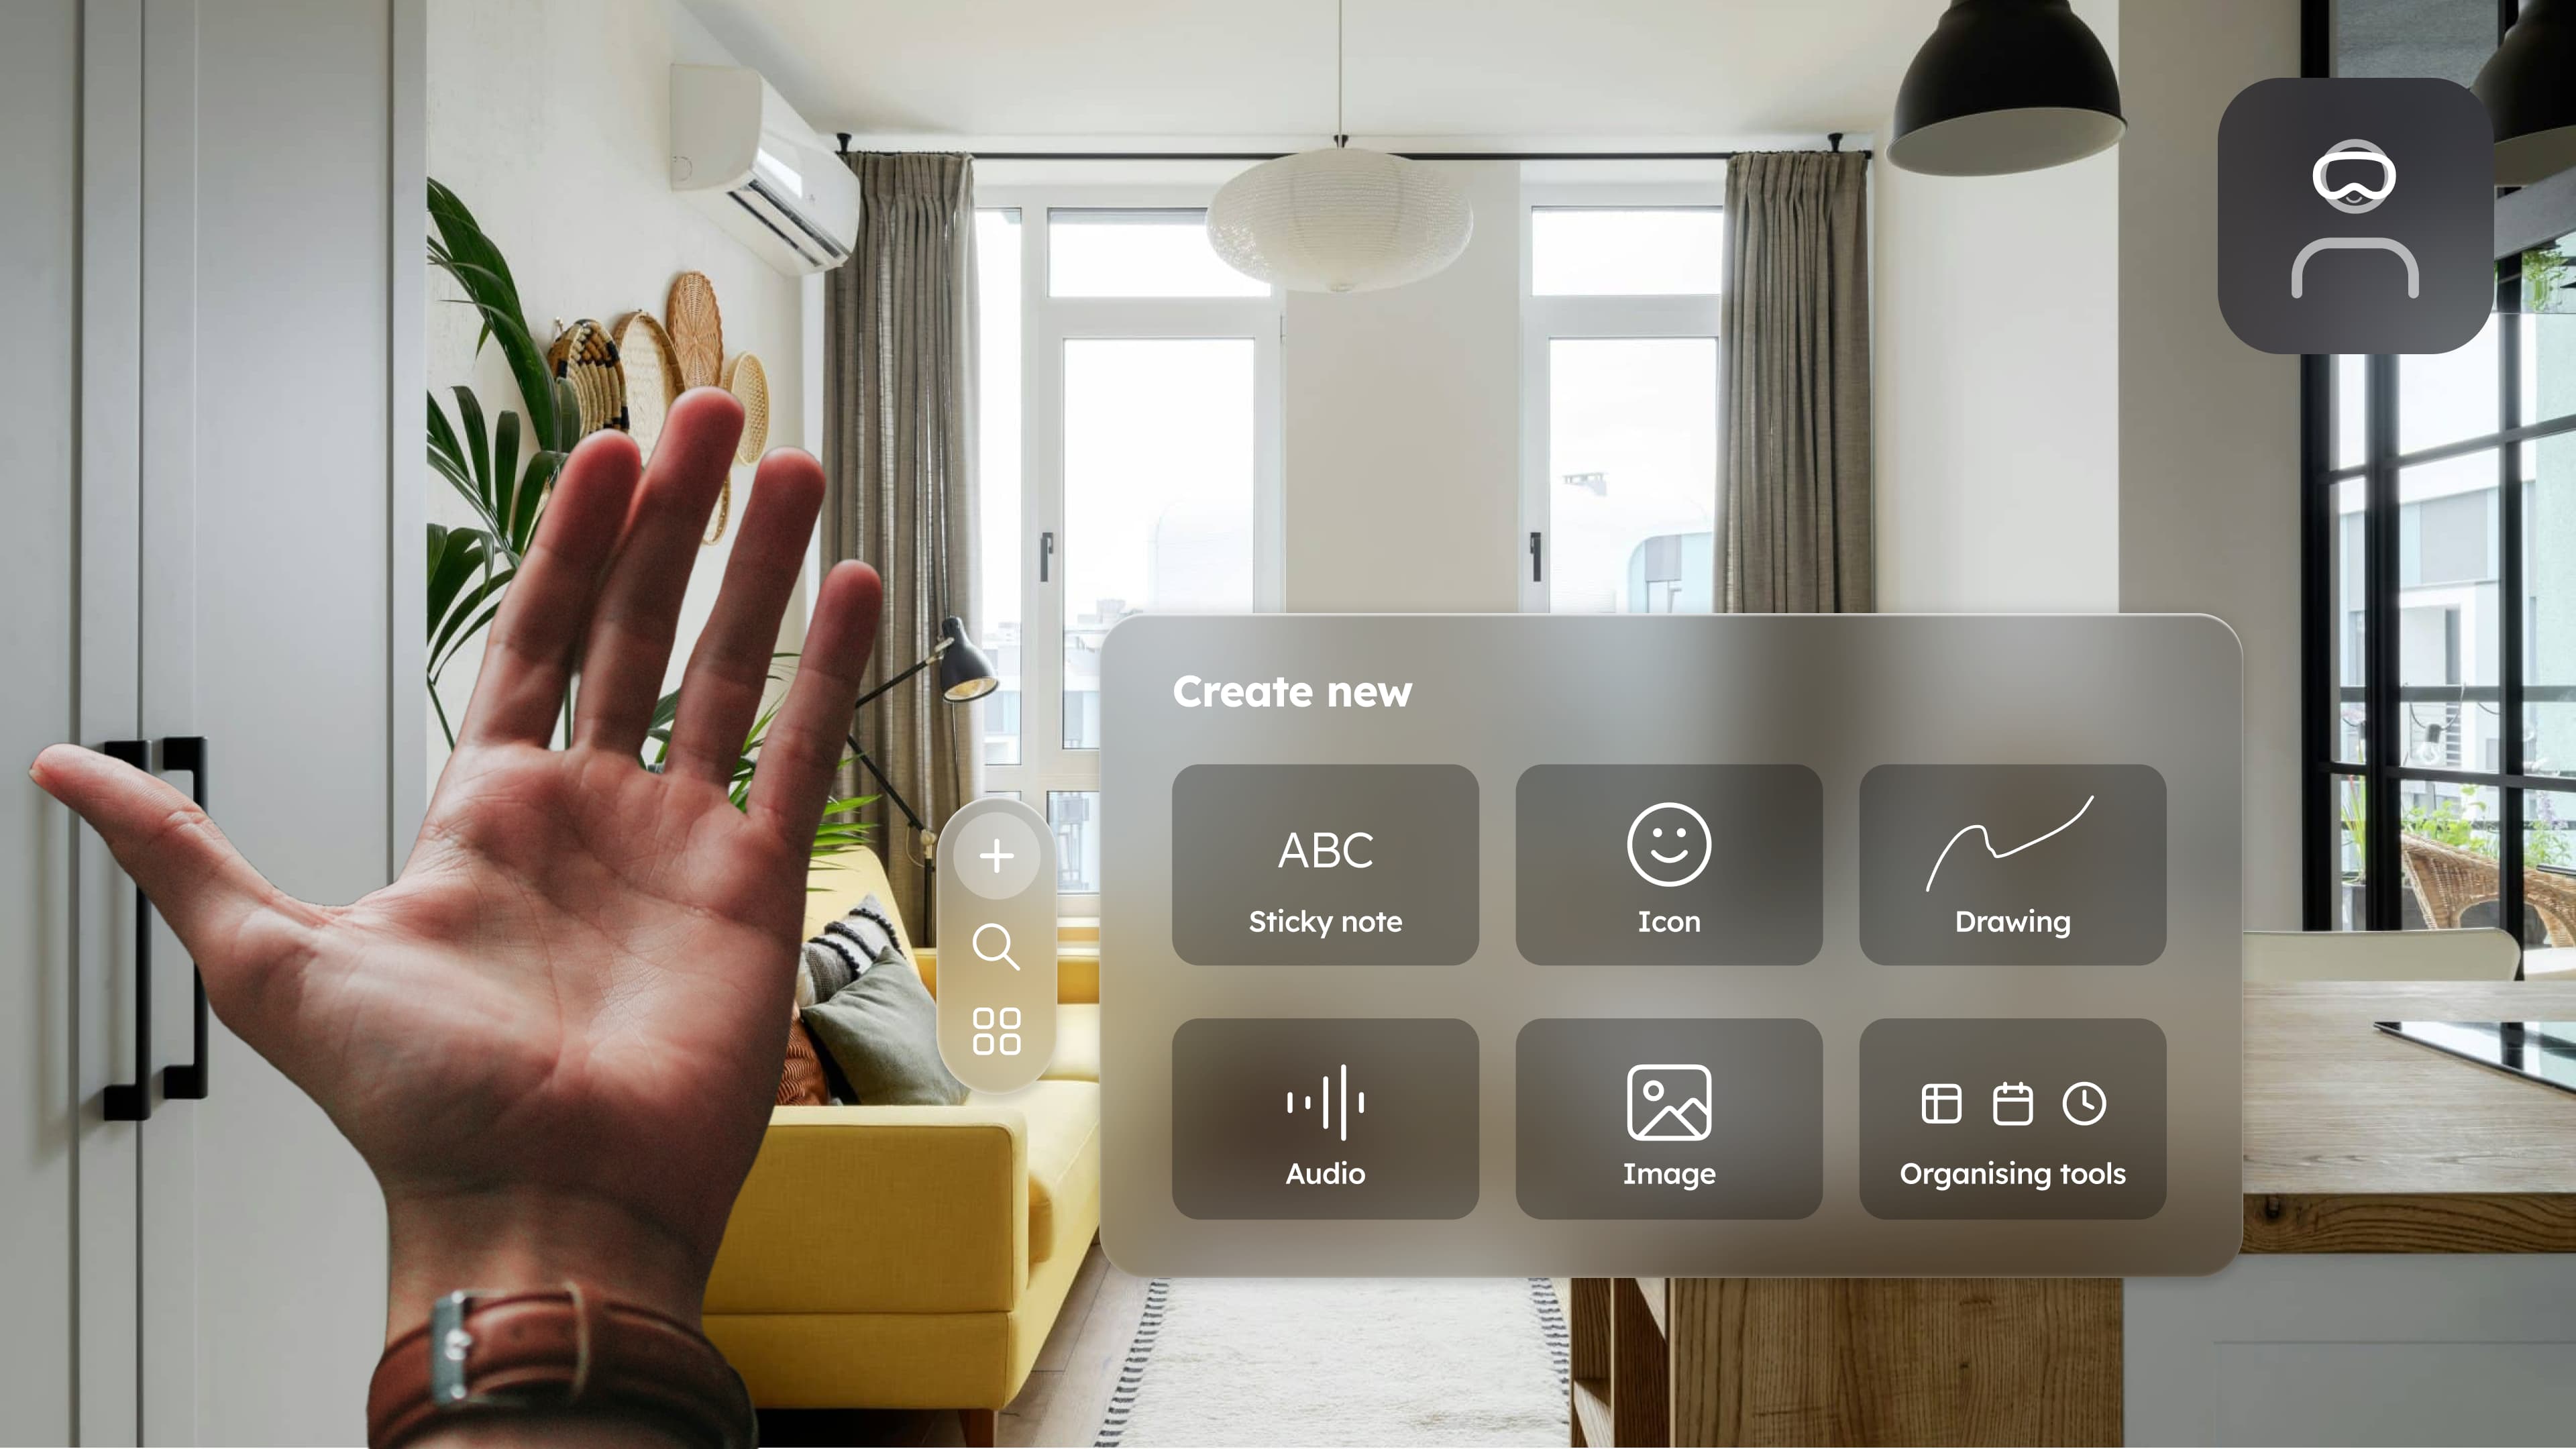 Create new
ABC
Sticky note
Icon
Drawing
Audio
Image
Organising tools